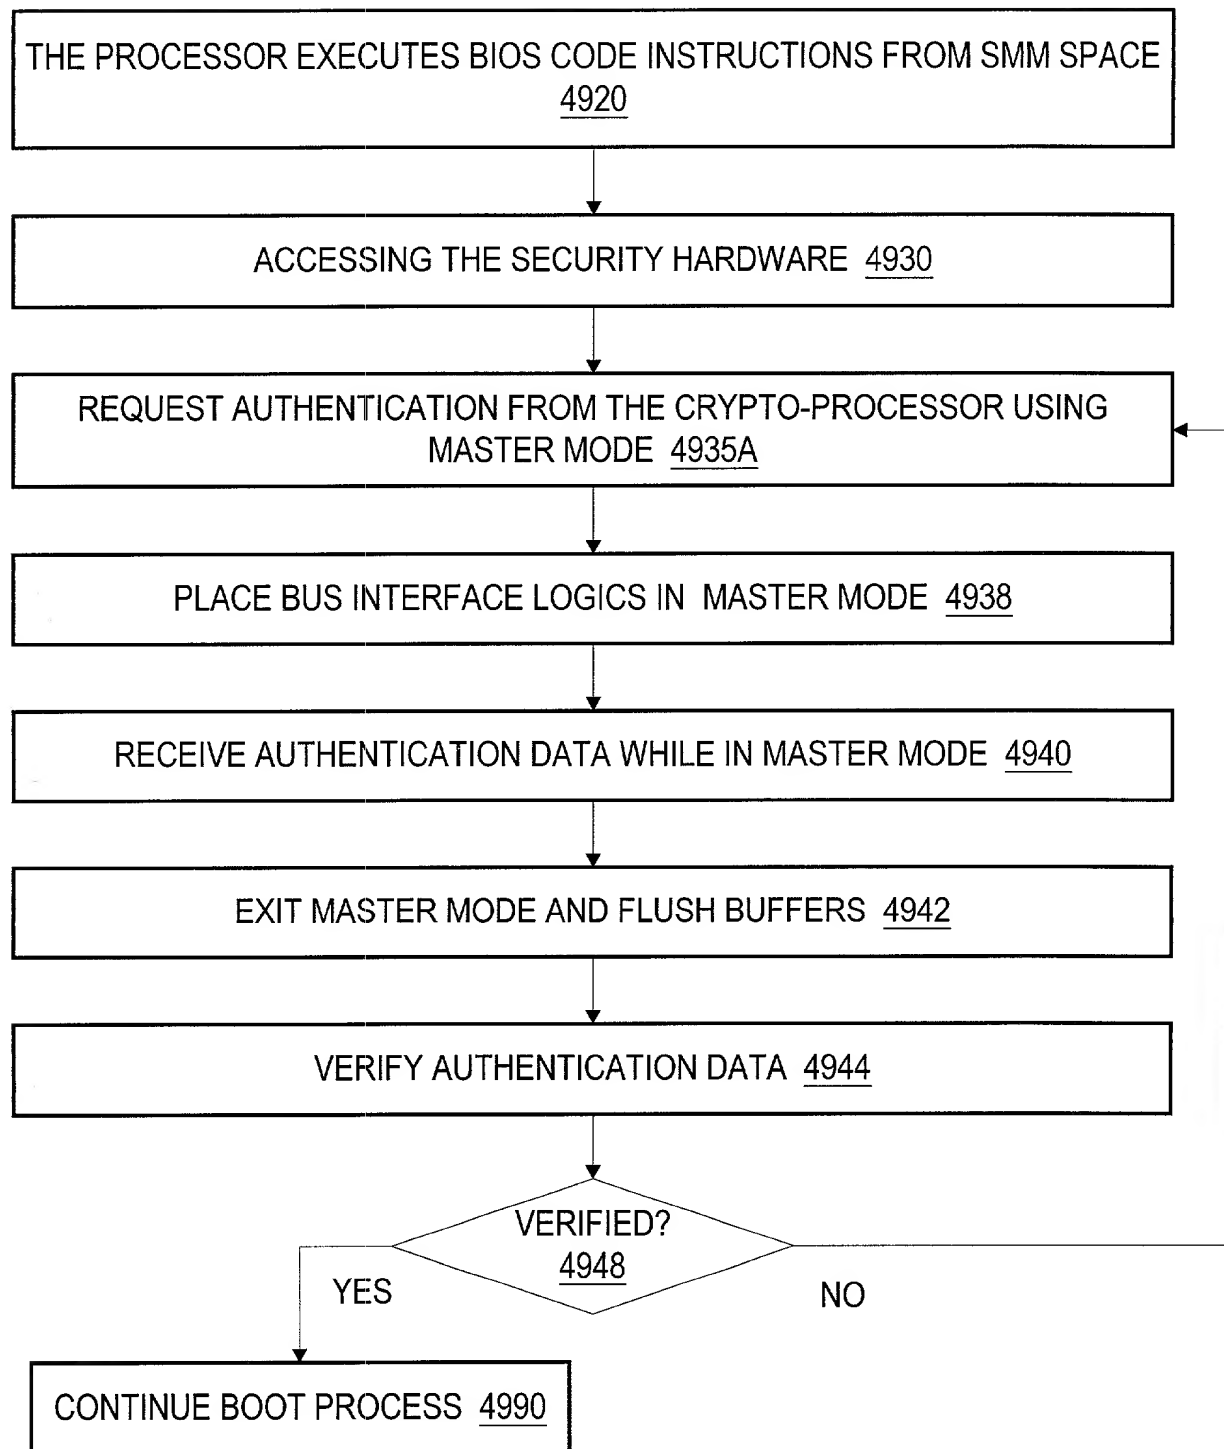 THE PROCESSOR EXECUTES BIOS CODE INSTRUCTIONS FROM SMM SPACE
4920
ACCESSING THE SECURITY HARDWARE 4930
REQUEST AUTHENTICATION FROM THE CRYPTO-PROCESSOR USING
MASTER MODE 4935A
PLACE BUS INTERFACE LOGICS IN MASTER MODE 4938
RECEIVE AUTHENTICATION DATA WHILE IN MASTER MODE 4940
EXIT MASTER MODE AND FLUSH BUFFERS 4942
VERIFY AUTHENTICATION DATA 4944
VERIFIED?
4948
YES
NO
CONTINUE BOOT PROCESS 4990